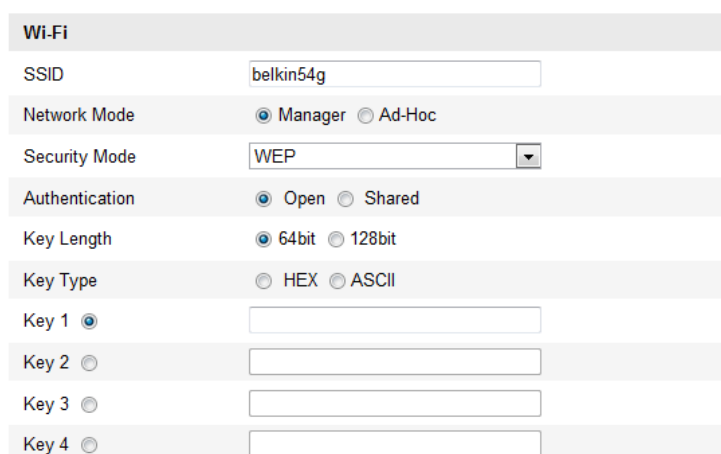 Wi-Fi
SSID belkin54g
Network Mode Manager Ad-Hoc
Security Mode WEP
Authentication Open Shared
Key Length 64bit 128bit
Key Type HEX ASCII
Key 1
Key 2
Key 3
Key 4